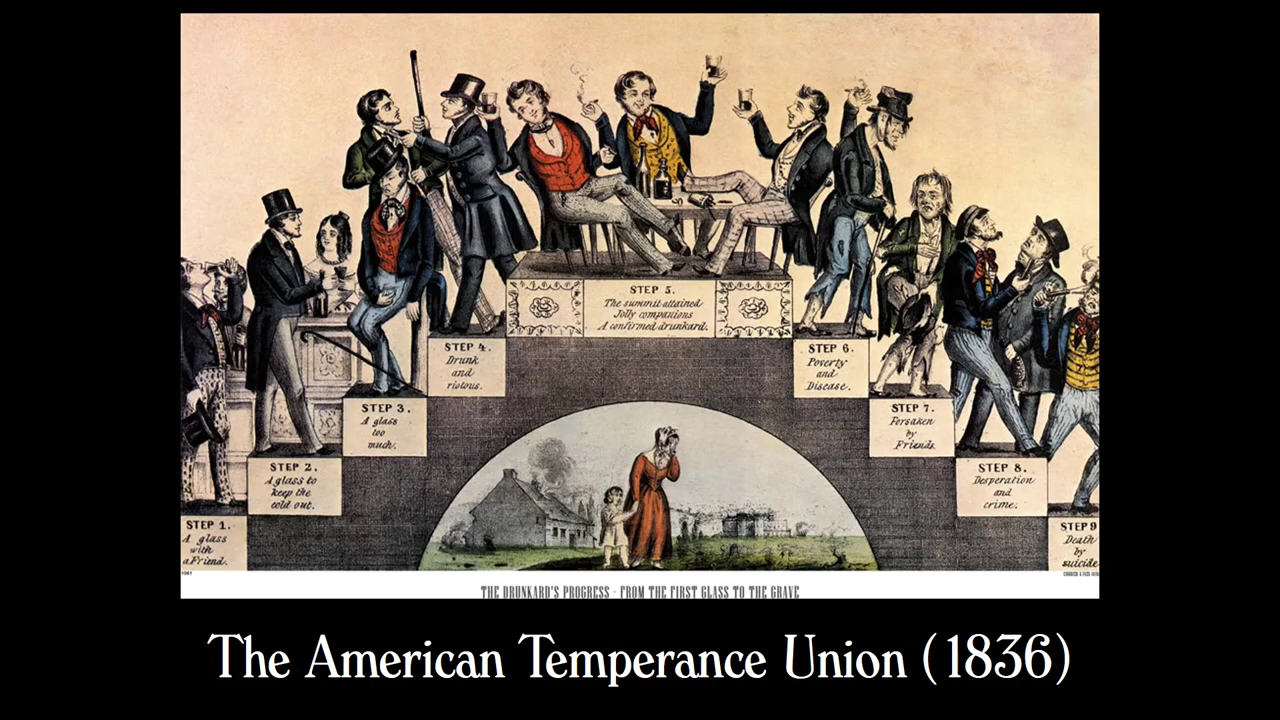 STEP 1.
A glass
with
a Friend.
STEP 2.
A glass to
keep the
cold out.
STEP 3.
A glass
too
much.
STEP 4.
Drunk
and
riotous.
STEP 5.
The summit attained
Jolly companions
A confirmed drunkard.
STEP 6.
Poverty
and
Disease.
STEP 7.
Forsaken
by
Friends.
STEP 8.
Desperation
and
crime.
STEP 9
Death
by
suicide
THE DRUNKARD'S PROGRESS - FROM THE FIRST GLASS TO THE GRAVE
The American Temperance Union (1836)